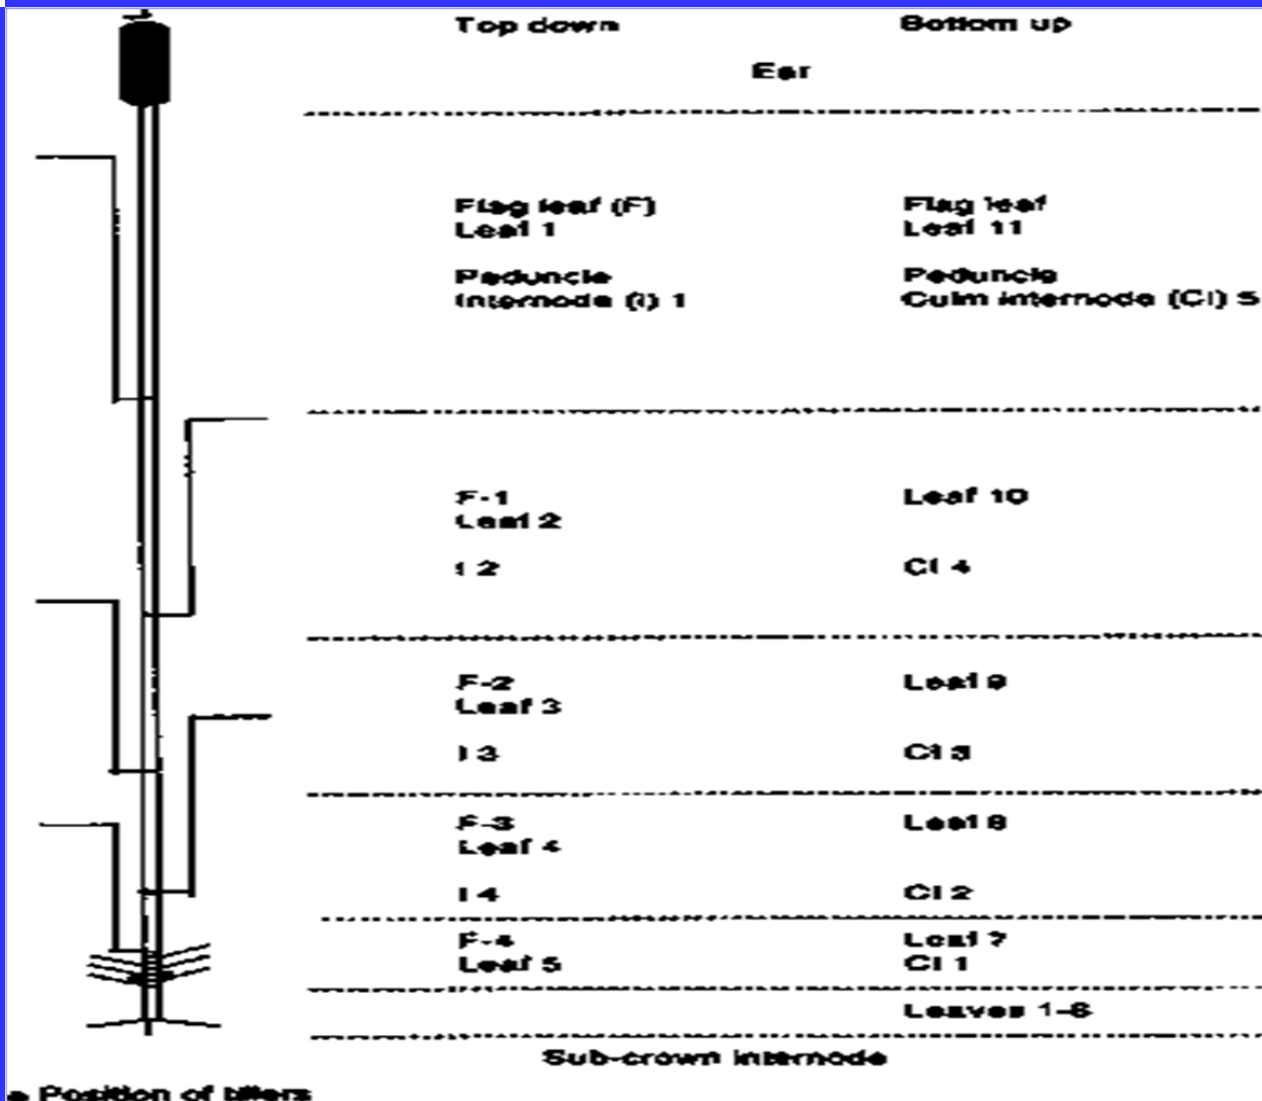 Top down Bottom up
Ear
Flag leaf (F) Flag leaf
Leaf 1 Leaf 11
Peduncle Peduncle
Internode (I) 1 Culm internode (CI) 5
F-1 Leaf 10
Leaf 2
I 2 CI 4
F-2 Leaf 9
Leaf 3
I 3 CI 3
F-3 Leaf 8
Leaf 4
I 4 CI 2
F-4 Leaf 7
Leaf 5 CI 1
Leaves 1-6
Sub-crown internode
Position of tillers